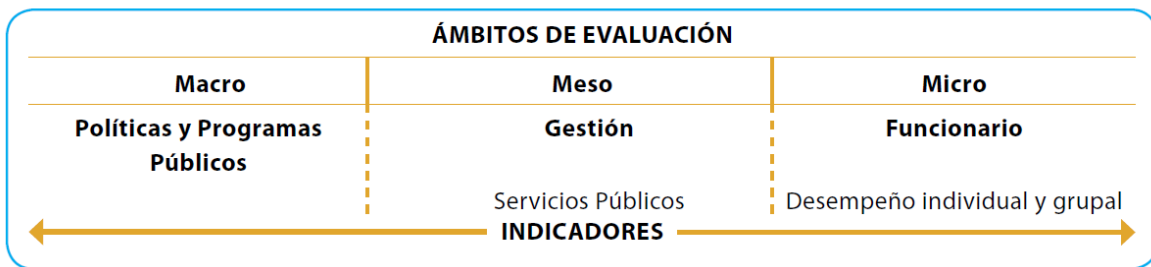 ÁMBITOS DE EVALUACIÓN
Macro Meso Micro
Políticas y Programas Gestión Funcionario
Públicos
Servicios Públicos Desempeño individual y grupal
INDICADORES